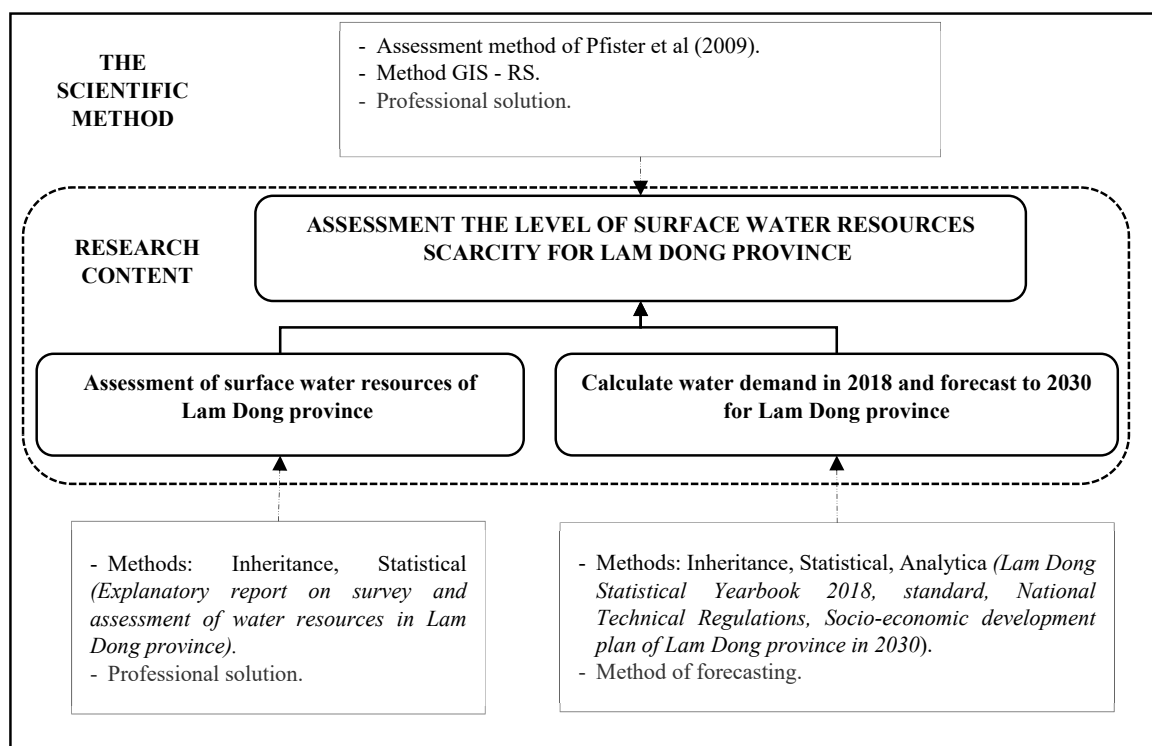 THE
SCIENTIFIC
METHOD
- Assessment method of Pfister et al (2009).
- Method GIS - RS.
- Professional solution.
RESEARCH
CONTENT
ASSESSMENT THE LEVEL OF SURFACE WATER RESOURCES
SCARCITY FOR LAM DONG PROVINCE
Assessment of surface water resources of
Lam Dong province
Calculate water demand in 2018 and forecast to 2030
for Lam Dong province
- Methods: Inheritance, Statistical
(Explanatory report on survey and
assessment of water resources in Lam
Dong province).
- Professional solution.
- Methods: Inheritance, Statistical, Analytica (Lam Dong
Statistical Yearbook 2018, standard, National
Technical Regulations, Socio-economic development
plan of Lam Dong province in 2030).
- Method of forecasting.